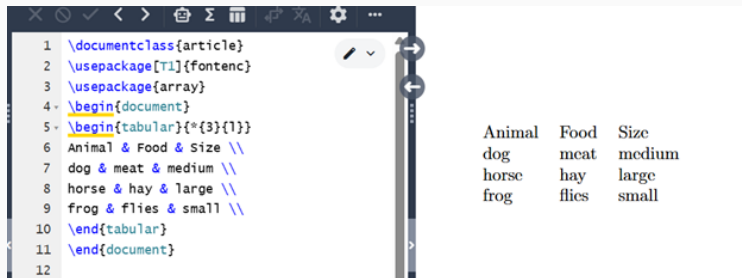 1 \documentclass{article}
2 \usepackage[T1]{fontenc}
3 \usepackage{array}
4 \begin{document}
5 \begin{tabular}{*{3}{l}}
6 Animal & Food & Size \\
7 dog & meat & medium \\
8 horse & hay & large \\
9 frog & flies & small \\
10 \end{tabular}
11 \end{document}
12
Animal Food Size
dog meat medium
horse hay large
frog flies small